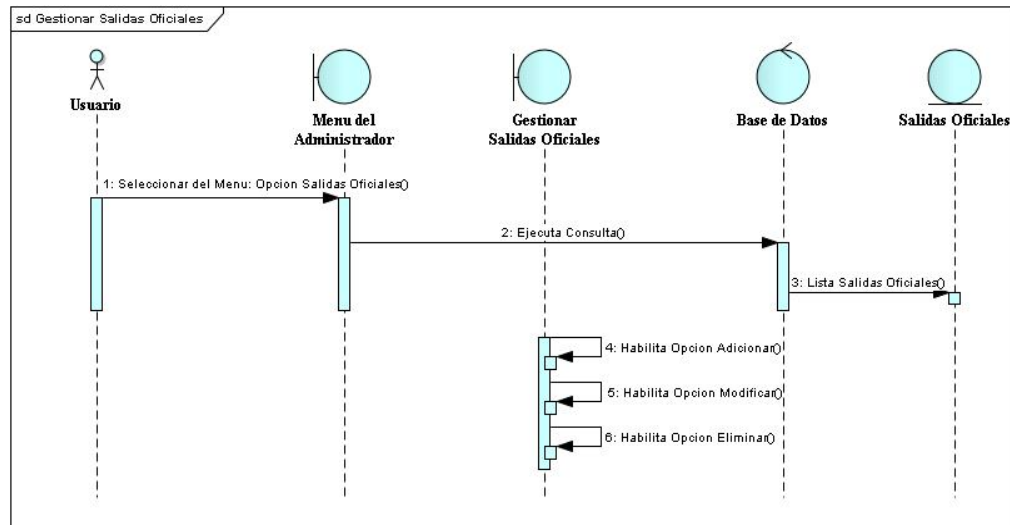 sd Gestionar Salidas Oficiales
Usuario
Menu del
Administrador
Gestionar
Salidas Oficiales
Base de Datos
Salidas Oficiales
1: Seleccionar del Menu: Opcion Salidas Oficiales()
2: Ejecuta Consulta()
3: Lista Salidas Oficiales()
4: Habilita Opcion Adicionar()
5: Habilita Opcion Modificar()
6: Habilita Opcion Eliminar()